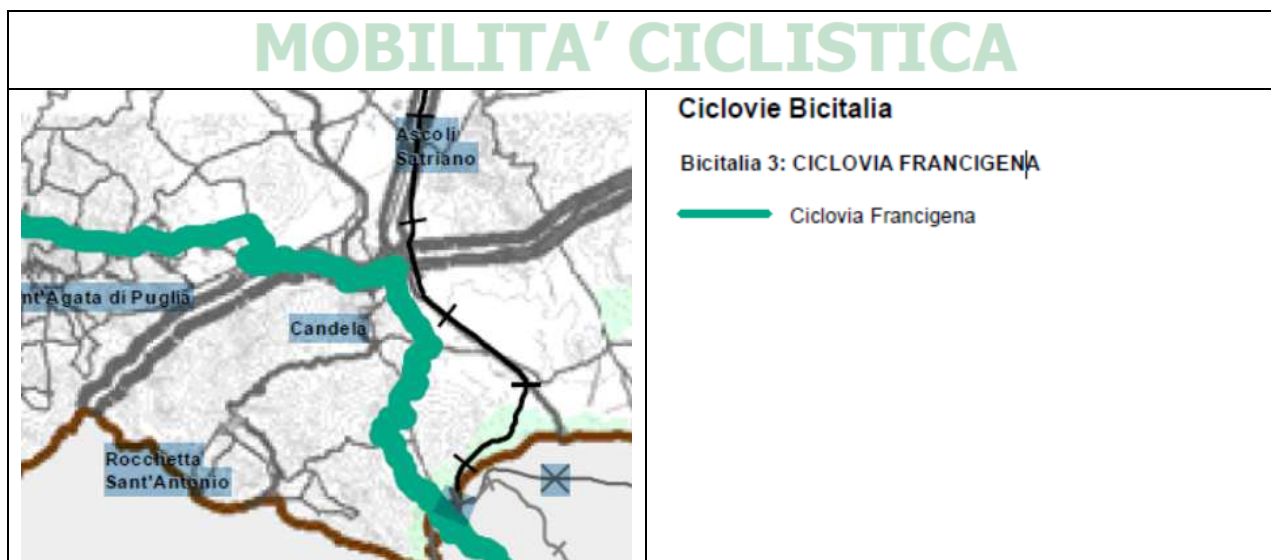 MOBILITA’ CICLISTICA
Ascoli
Satriano
nt'Agata di Puglia
Candela
Rocchetta
Sant'Antonio
Ciclovie Bicitalia
Bicitalia 3: CICLOVIA FRANCIGENA
Ciclovia Francigena